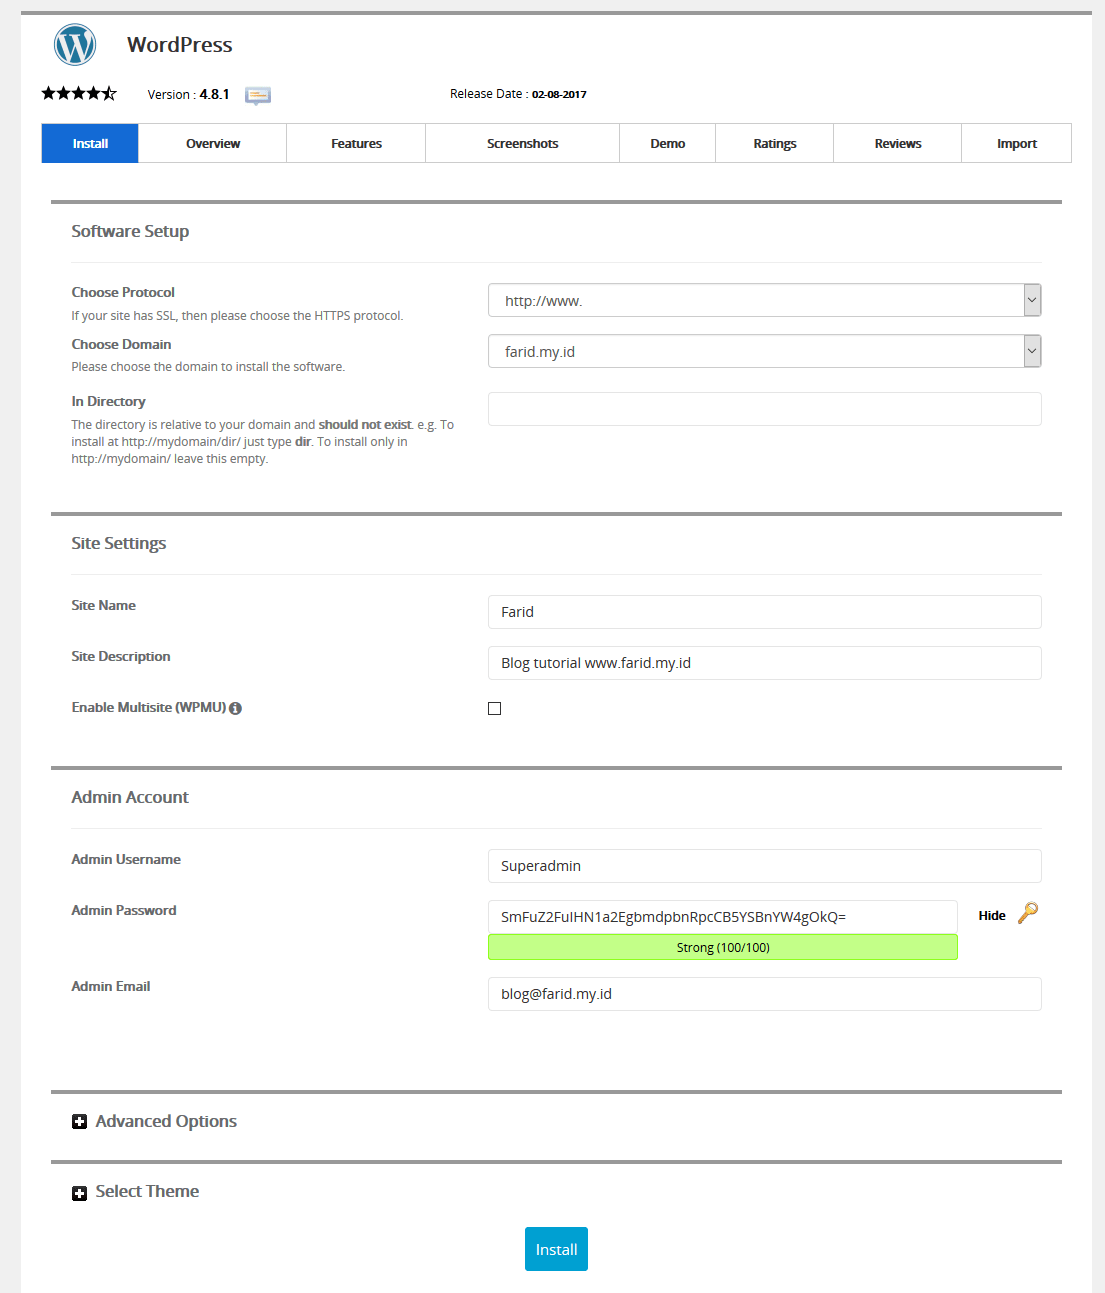 WordPress
Version : 4.8.1
Release Date : 02-08-2017
Install
Overview
Features
Screenshots
Demo
Ratings
Reviews
Import
Software Setup
Choose Protocol
http://www.
If your site has SSL, then please choose the HTTPS protocol.
Choose Domain
farid.my.id
Please choose the domain to install the software.
In Directory
The directory is relative to your domain and should not exist. e.g. To
install at http://mydomain/dir/ just type dir. To install only in
http://mydomain/ leave this empty.
Site Settings
Site Name
Farid
Site Description
Blog tutorial www.farid.my.id
Enable Multisite (WPMU)
Admin Account
Admin Username
Superadmin
Admin Password
SmFuZ2FuIHN1a2EgbmdpbnRpcCB5YSBnYW4gOkQ=
Hide
Strong (100/100)
Admin Email
blog@farid.my.id
Advanced Options
Select Theme
Install